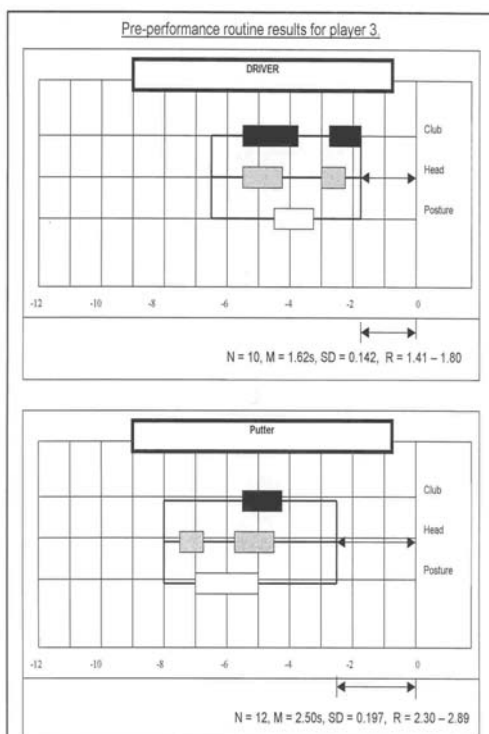 Pre-performance routine results for player 3.
DRIVER
Club
Head
Posture
-12 -10 -8 -6 -4 -2 0
N = 10, M = 1.62s, SD = 0.142, R = 1.41 – 1.80
Putter
Club
Head
Posture
-12 -10 -8 -6 -4 -2 0
N = 12, M = 2.50s, SD = 0.197, R = 2.30 – 2.89